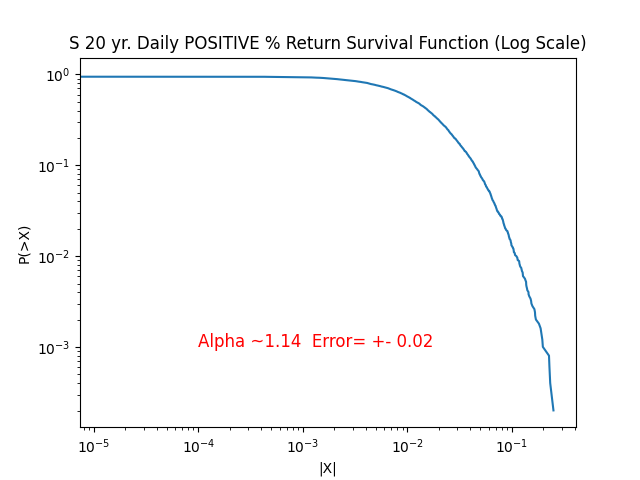 S 20 yr. Daily POSITIVE % Return Survival Function (Log Scale)
10⁰
10⁻¹
10⁻²
10⁻³
P(>X)
Alpha ~1.14  Error= +- 0.02
10⁻⁵ 10⁻⁴ 10⁻³ 10⁻² 10⁻¹
|X|